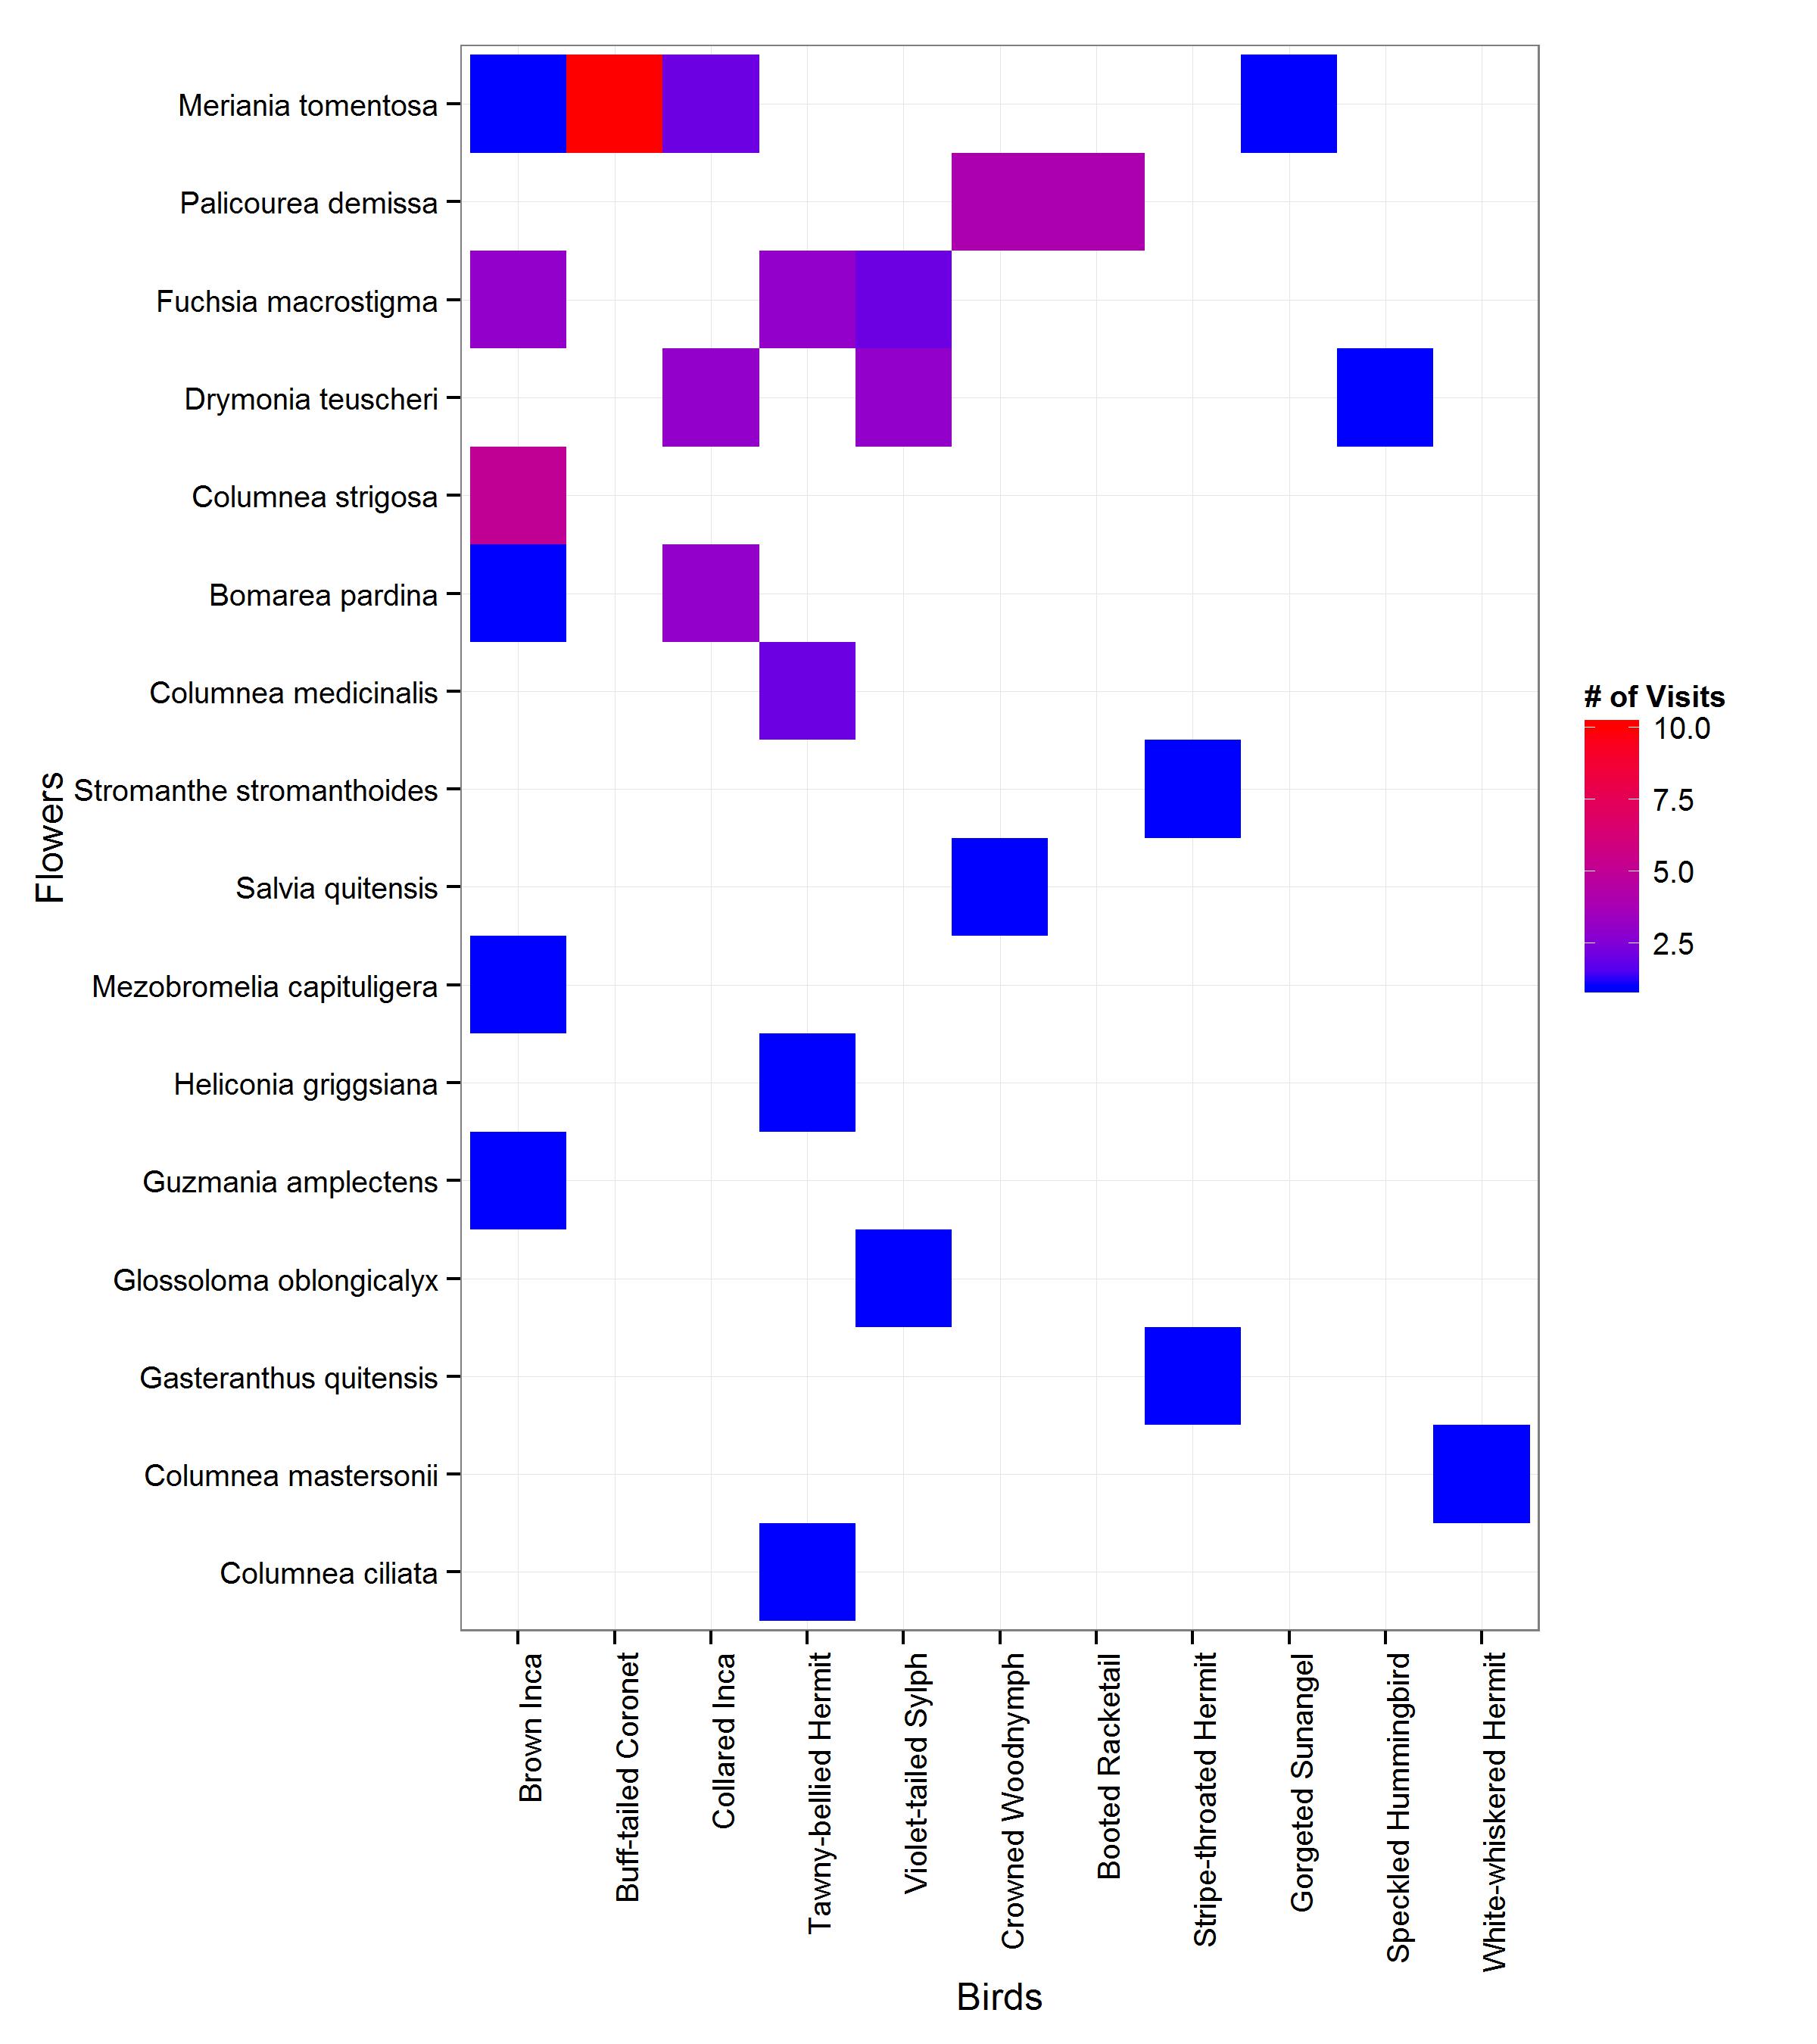 Meriania tomentosa
Palicourea demissa
Fuchsia macrostigma
Drymonia teuscheri
Columnea strigosa
Bomarea pardina
Columnea medicinalis
Stromanthe stromanthoides
Salvia quitensis
Mezobromelia capituligera
Heliconia griggsiana
Guzmania amplectens
Glossoloma oblongicalyx
Gasteranthus quitensis
Columnea mastersonii
Columnea ciliata
Flowers
# of Visits
10.0
7.5
5.0
2.5
Brown Inca
Buff-tailed Coronet
Collared Inca
Tawny-bellied Hermit
Violet-tailed Sylph
Crowned Woodnymph
Booted Racketail
Stripe-throated Hermit
Gorgeted Sunangel
Speckled Hummingbird
White-whiskered Hermit
Birds